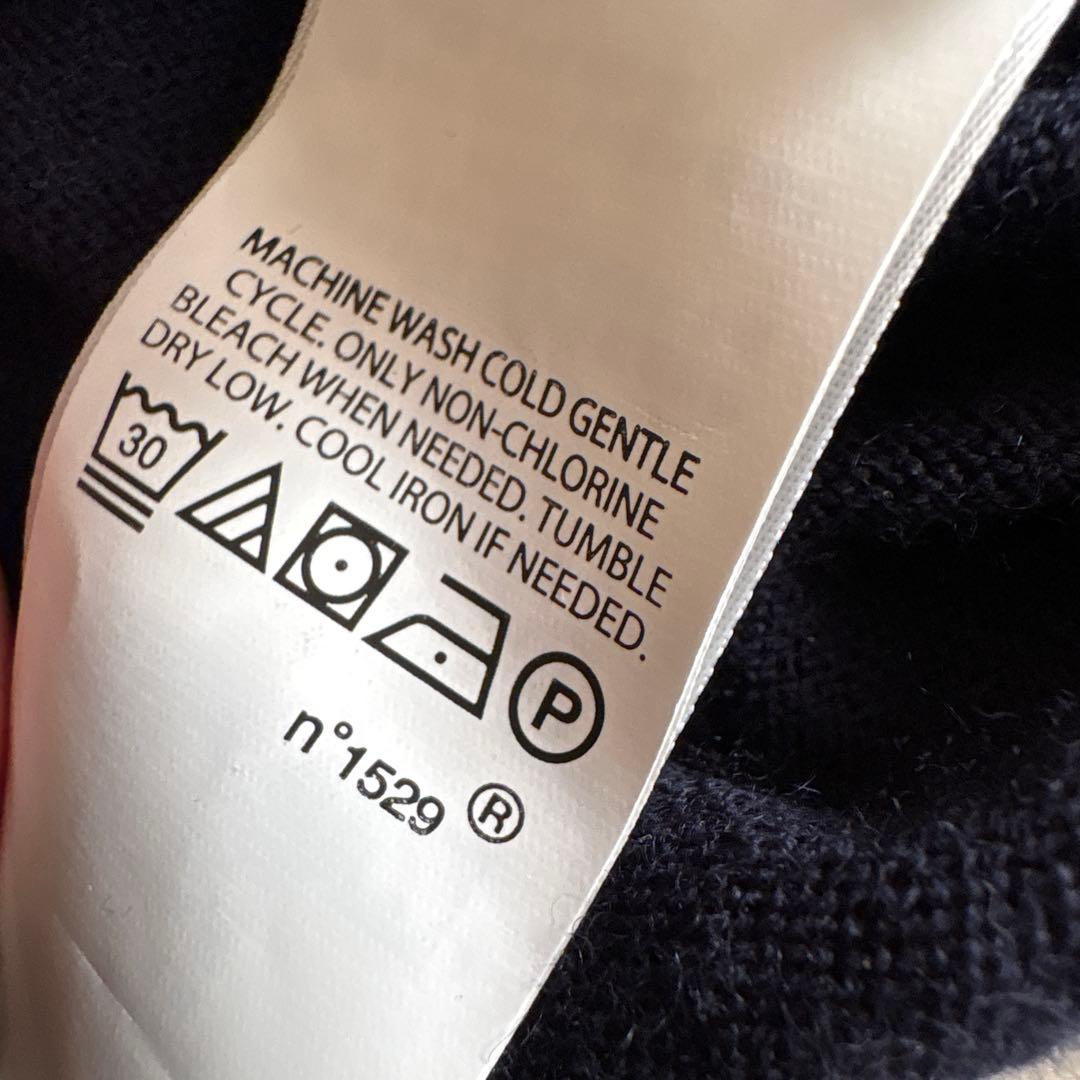 MACHINE WASH COLD GENTLE
CYCLE. ONLY NON-CHLORINE
BLEACH WHEN NEEDED. TUMBLE
DRY LOW. COOL IRON IF NEEDED.
30
P
n°1529 ®